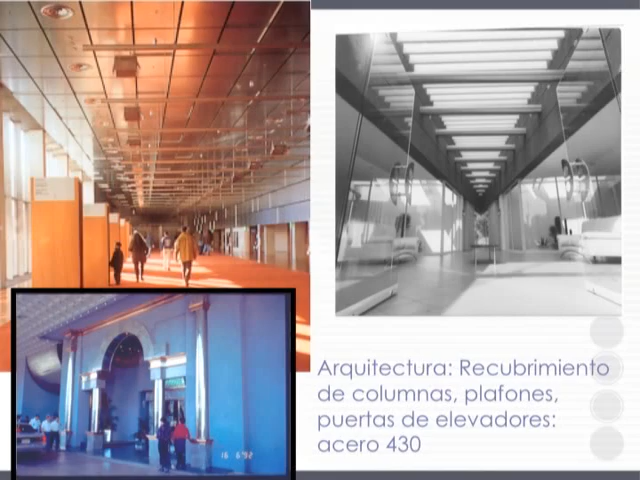 Arquitectura: Recubrimiento
de columnas, plafones,
puertas de elevadores:
acero 430